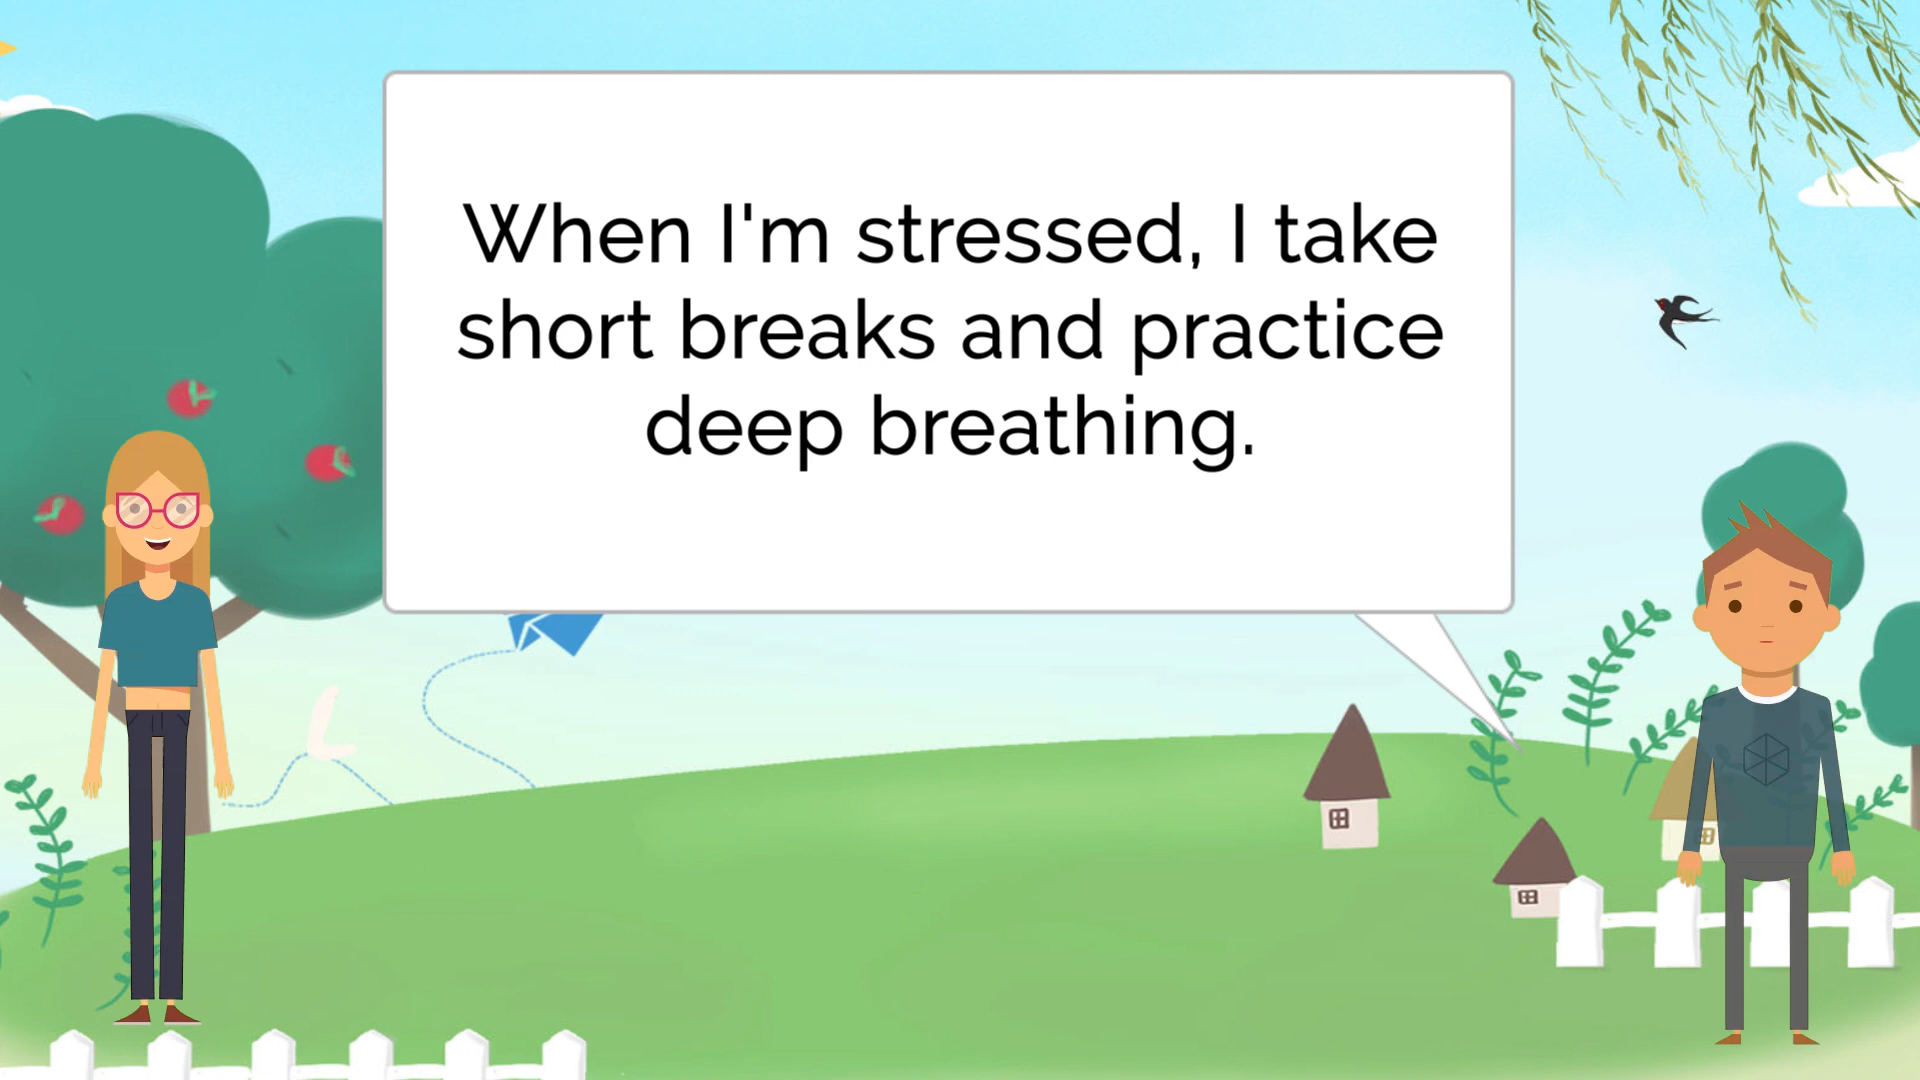 When I'm stressed, I take
short breaks and practice
deep breathing.